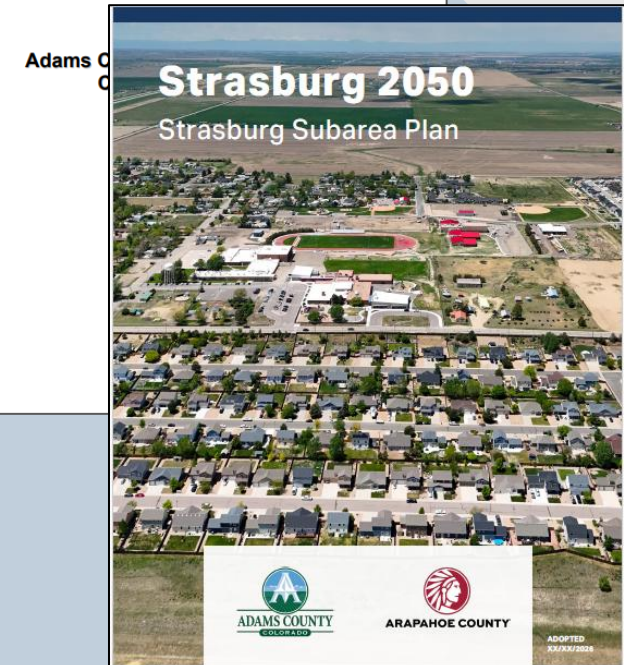 Adams C
C
Strasburg 2050
Strasburg Subarea Plan
ADAMS COUNTY
COLORADO
ARAPAHOE COUNTY
ADOPTED
XX/XX/2026